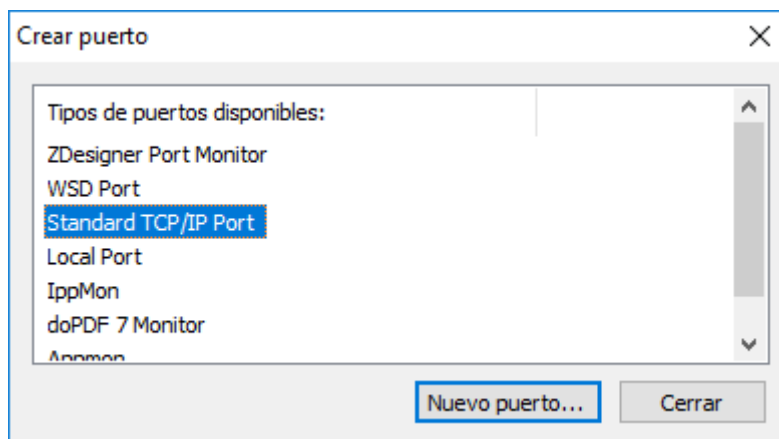 Crear puerto
Tipos de puertos disponibles:
ZDesigner Port Monitor
WSD Port
Standard TCP/IP Port
Local Port
IppMon
doPDF 7 Monitor
Appmon
Nuevo puerto...
Cerrar